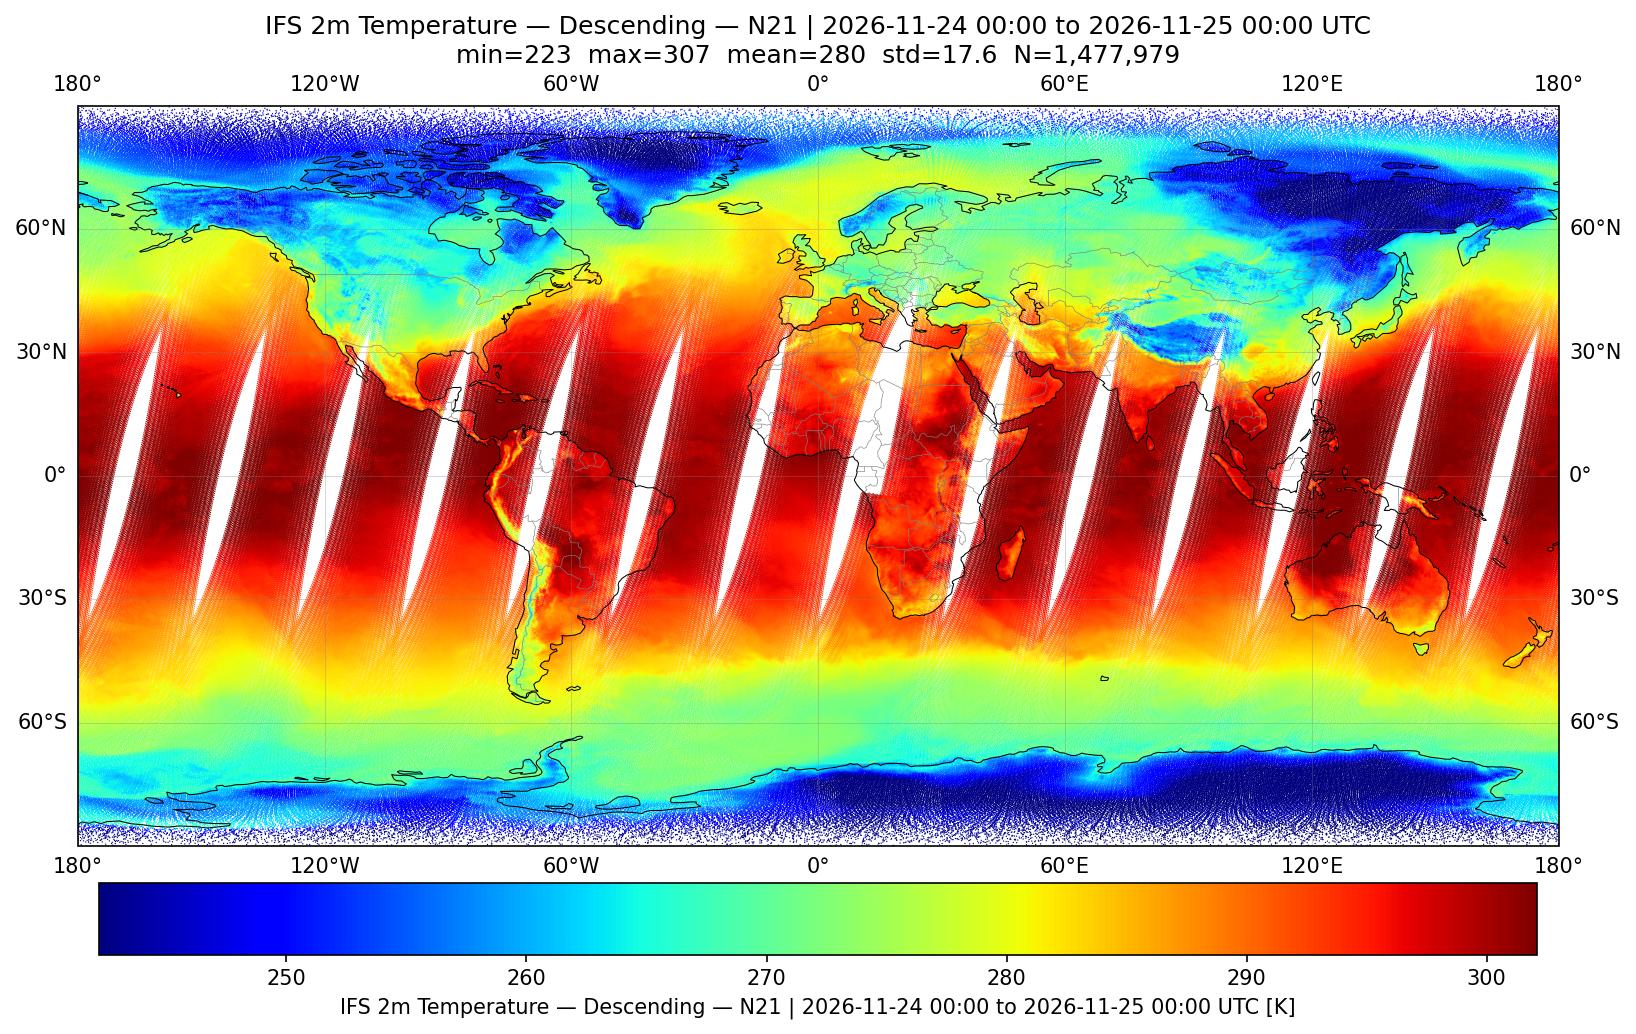 IFS 2m Temperature — Descending — N21 | 2026-11-24 00:00 to 2026-11-25 00:00 UTC
min=223  max=307  mean=280  std=17.6  N=1,477,979
180° 120°W 60°W 0° 60°E 120°E 180°
60°N 60°N
30°N 30°N
0° 0°
30°S 30°S
60°S 60°S
180° 120°W 60°W 0° 60°E 120°E 180°
250 260 270 280 290 300
IFS 2m Temperature — Descending — N21 | 2026-11-24 00:00 to 2026-11-25 00:00 UTC [K]